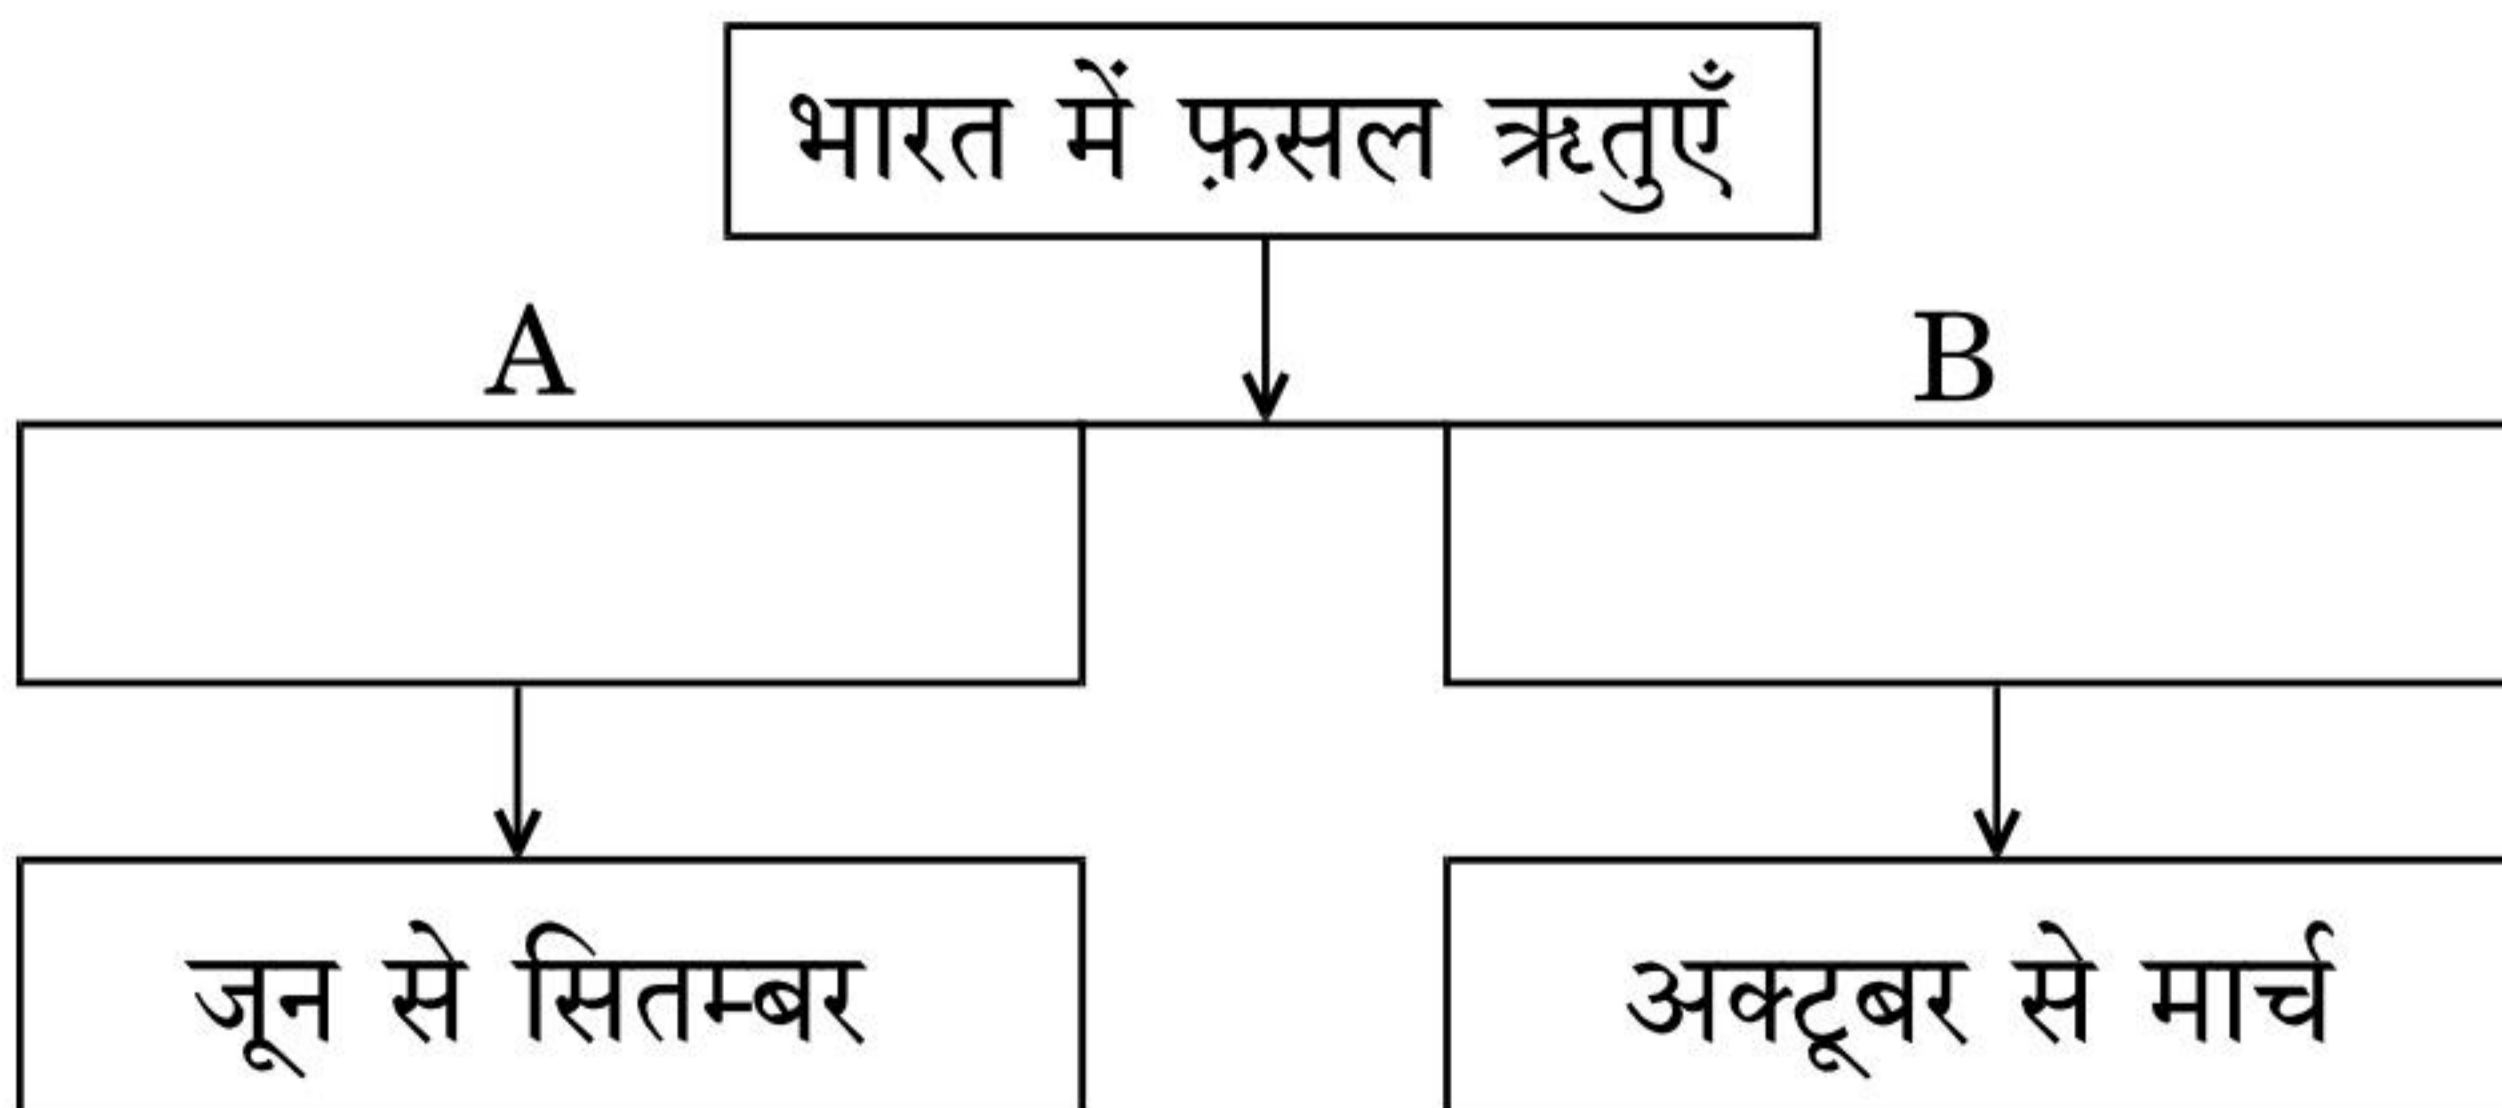 भारत में फ़सल ऋतुएँ
A
B
जून से सितम्बर
अक्टूबर से मार्च